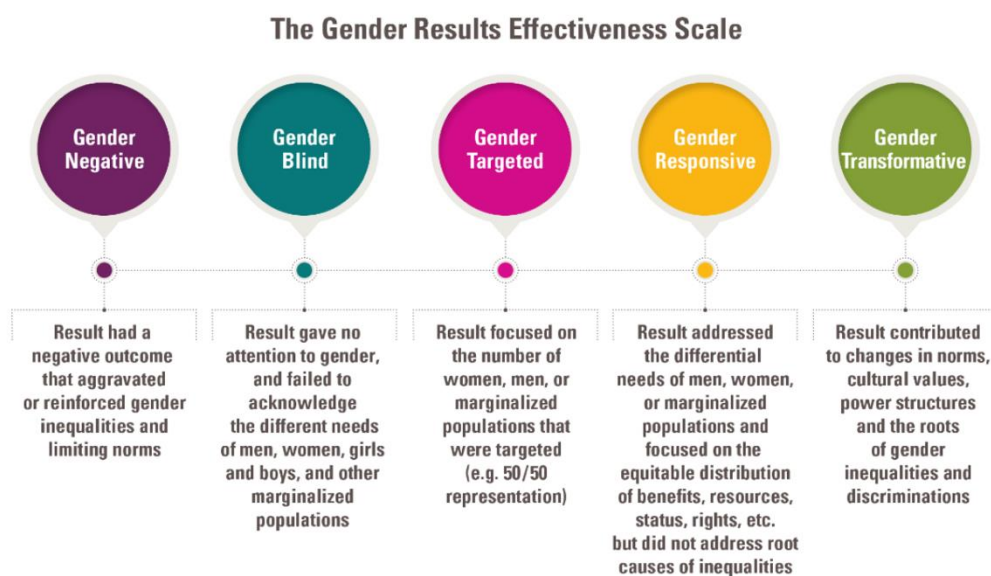 The Gender Results Effectiveness Scale
Gender
Negative
Gender
Blind
Gender
Targeted
Gender
Responsive
Gender
Transformative
Result had a
negative outcome
that aggravated
or reinforced gender
inequalities and
limiting norms
Result gave no
attention to gender,
and failed to
acknowledge
the different needs
of men, women, girls
and boys, and other
marginalized
populations
Result focused on
the number of
women, men, or
marginalized
populations that
were targeted
(e.g. 50/50
representation)
Result addressed
the differential
needs of men, women,
or marginalized
populations and
focused on the
equitable distribution
of benefits, resources,
status, rights, etc.
but did not address root
causes of inequalities
Result contributed
to changes in norms,
cultural values,
power structures
and the roots
of gender
inequalities and
discriminations